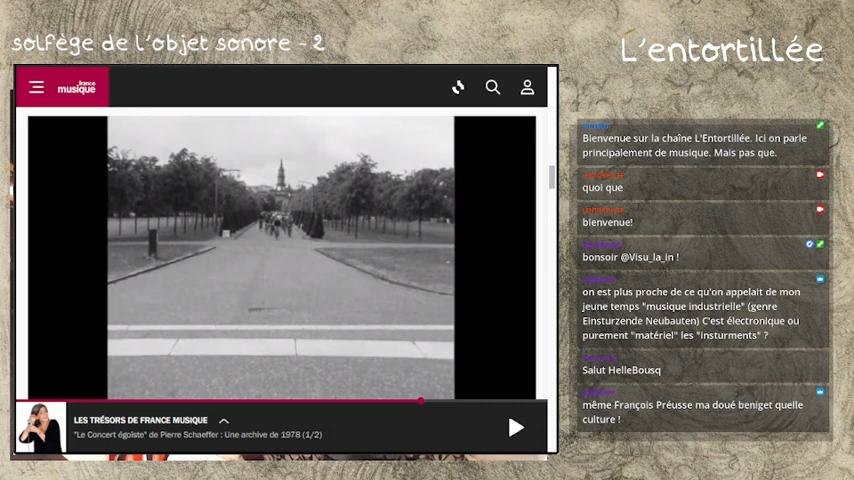 solfège de l'objet sonore - 2
L'entortillée
france
musique
Bienvenue sur la chaîne L'Entortillée. Ici on parle
principalement de musique. Mais pas que.
quoi que
bienvenue!
bonsoir @Visu_la_in !
on est plus proche de ce qu'on appelait de mon
jeune temps "musique industrielle" (genre
Einsturzende Neubauten) C'est électronique ou
purement "matériel" les "insturments" ?
Salut HelleBousq
même François Préusse ma doué beniget quelle
culture !
LES TRÉSORS DE FRANCE MUSIQUE
"Le Concert égoïste" de Pierre Schaeffer : Une archive de 1978 (1/2)